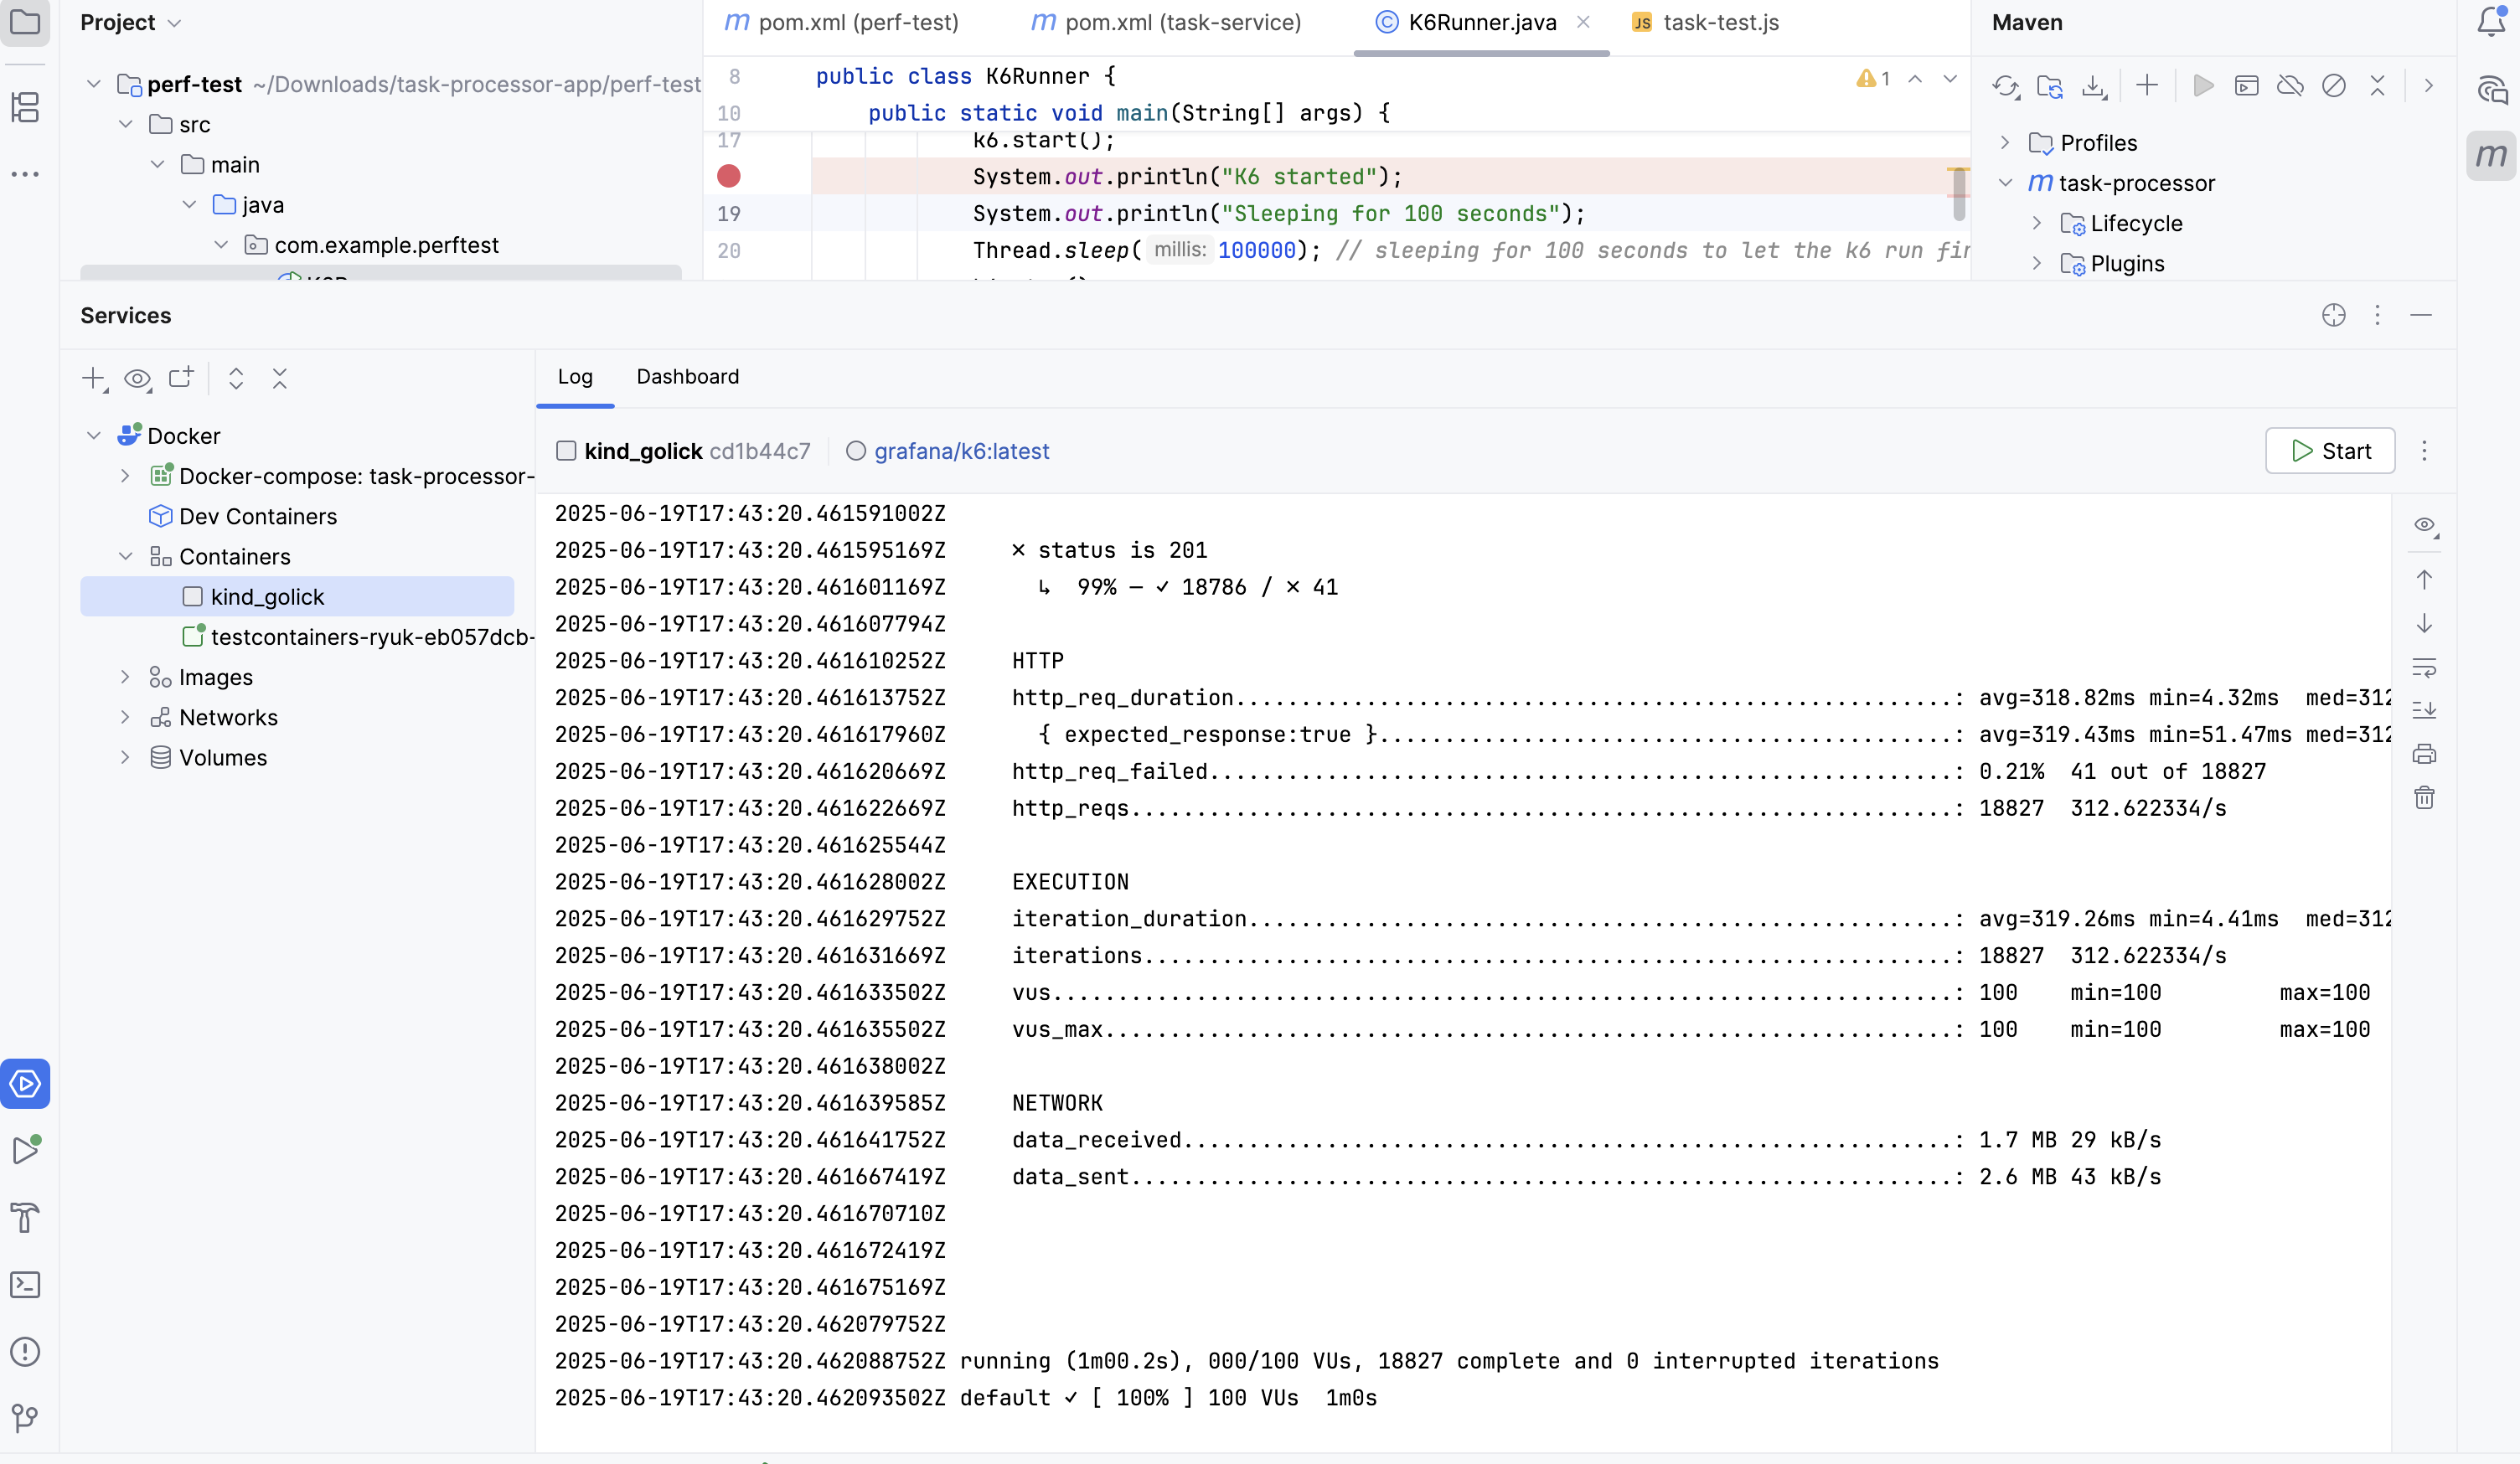 Project
pom.xml (perf-test)
pom.xml (task-service)
K6Runner.java
JS task-test.js
Maven
perf-test ~/Downloads/task-processor-app/perf-test
src
main
java
com.example.perftest
8 public class K6Runner {
10 public static void main(String[] args) {
17 k6.start();
System.out.println("K6 started");
19 System.out.println("Sleeping for 100 seconds");
20 Thread.sleep( millis: 100000); // sleeping for 100 seconds to let the k6 run
1
Profiles
m task-processor
Lifecycle
Plugins
Services
Docker
Docker-compose: task-processor-
Dev Containers
Containers
kind_golick
testcontainers-ryuk-eb057dcb-
Images
Networks
Volumes
Log Dashboard
kind_golick cd1b44c7 grafana/k6:latest
Start
2025-06-19T17:43:20.461591002Z
2025-06-19T17:43:20.461595169Z ✗ status is 201
2025-06-19T17:43:20.461601169Z ↳ 99% — ✓ 18786 / ✗ 41
2025-06-19T17:43:20.461607794Z
2025-06-19T17:43:20.461610252Z HTTP
2025-06-19T17:43:20.461613752Z http_req_duration.......................................................: avg=318.82ms min=4.32ms med=312
2025-06-19T17:43:20.461617960Z { expected_response:true }............................................: avg=319.43ms min=51.47ms med=312
2025-06-19T17:43:20.461620669Z http_req_failed.........................................................: 0.21% 41 out of 18827
2025-06-19T17:43:20.461622669Z http_reqs...............................................................: 18827 312.622334/s
2025-06-19T17:43:20.461625544Z
2025-06-19T17:43:20.461628002Z EXECUTION
2025-06-19T17:43:20.461629752Z iteration_duration......................................................: avg=319.26ms min=4.41ms med=312
2025-06-19T17:43:20.461631669Z iterations..............................................................: 18827 312.622334/s
2025-06-19T17:43:20.461633502Z vus.....................................................................: 100 min=100 max=100
2025-06-19T17:43:20.461635502Z vus_max.................................................................: 100 min=100 max=100
2025-06-19T17:43:20.461638002Z
2025-06-19T17:43:20.461639585Z NETWORK
2025-06-19T17:43:20.461641752Z data_received...........................................................: 1.7 MB 29 kB/s
2025-06-19T17:43:20.461667419Z data_sent...............................................................: 2.6 MB 43 kB/s
2025-06-19T17:43:20.461670710Z
2025-06-19T17:43:20.461672419Z
2025-06-19T17:43:20.461675169Z
2025-06-19T17:43:20.462079752Z
2025-06-19T17:43:20.462088752Z running (1m00.2s), 000/100 VUs, 18827 complete and 0 interrupted iterations
2025-06-19T17:43:20.462093502Z default ✓ [ 100% ] 100 VUs 1m0s